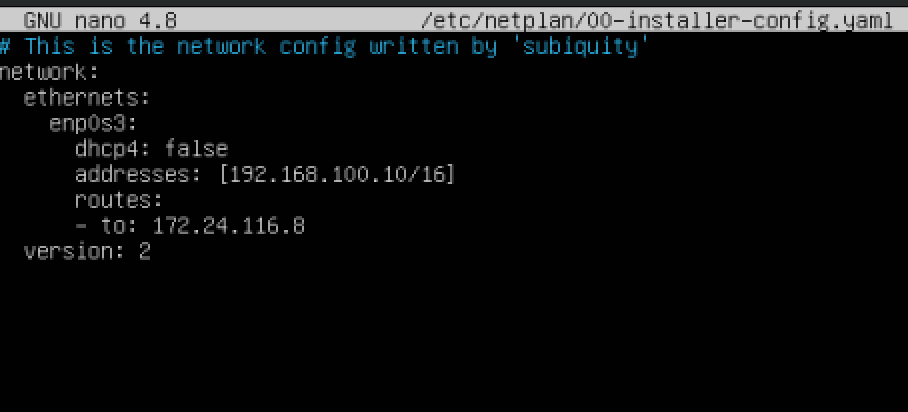 GNU nano 4.8 /etc/netplan/00-installer-config.yaml
# This is the network config written by 'subiquity'
network:
  ethernets:
    enp0s3:
      dhcp4: false
      addresses: [192.168.100.10/16]
      routes:
      - to: 172.24.116.8
  version: 2